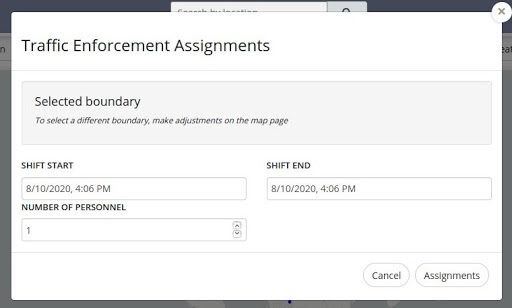 Search by location
Traffic Enforcement Assignments
Selected boundary
To select a different boundary, make adjustments on the map page
SHIFT START
SHIFT END
8/10/2020, 4:06 PM
8/10/2020, 4:06 PM
NUMBER OF PERSONNEL
1
Cancel
Assignments